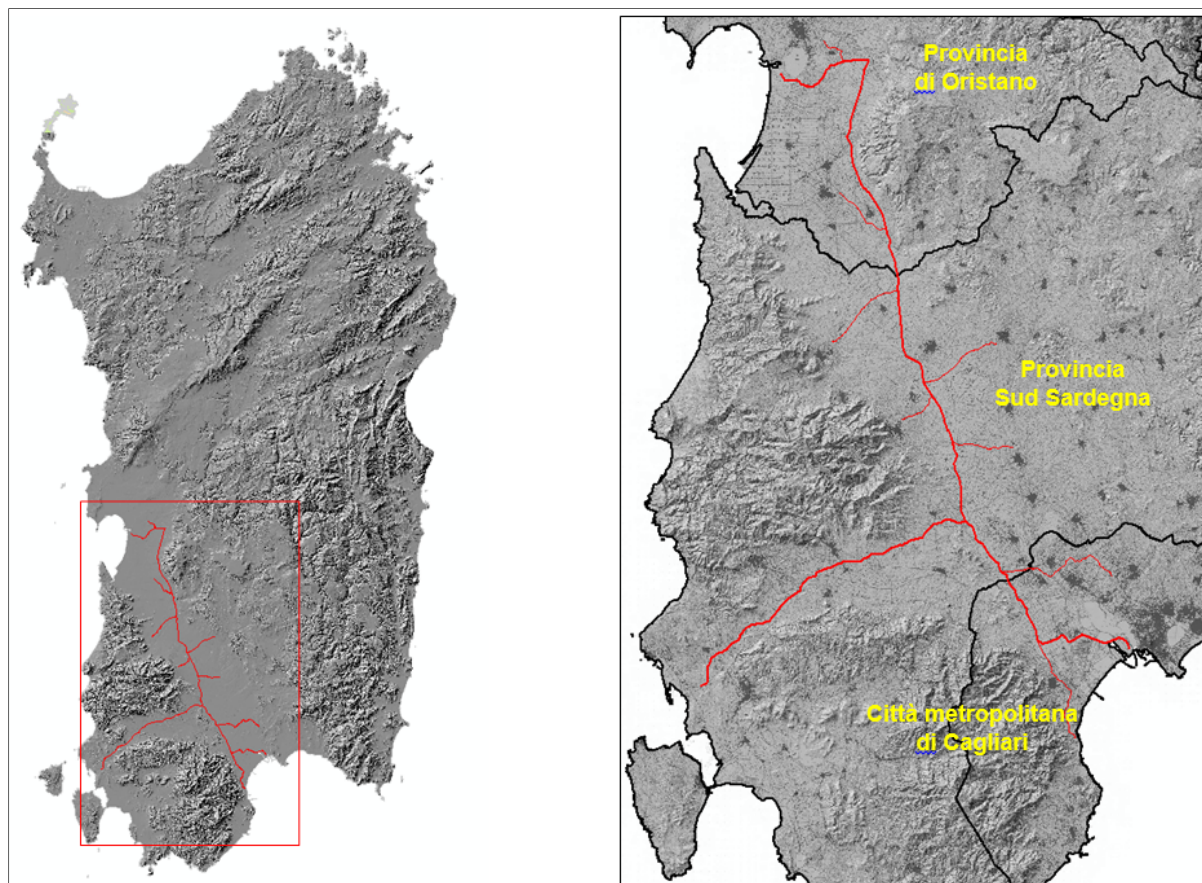 Provincia
di Oristano
Provincia
Sud Sardegna
Città metropolitana
di Cagliari